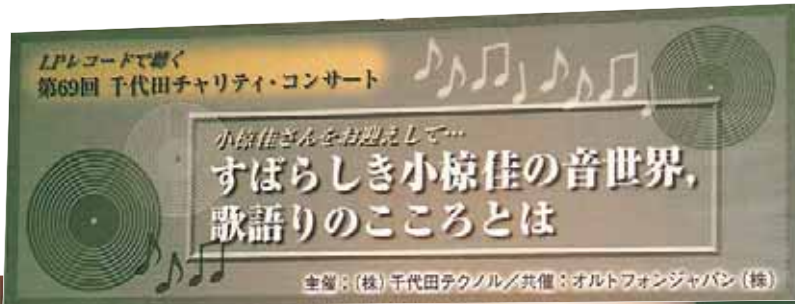 LPレコードで聴く
第69回 千代田チャリティ・コンサート
小椋佳さんをお迎えして…
すばらしき小椋佳の音世界,
歌語りのこころとは
主催：(株)千代田テクノル／共催：オルトフォンジャパン(株)